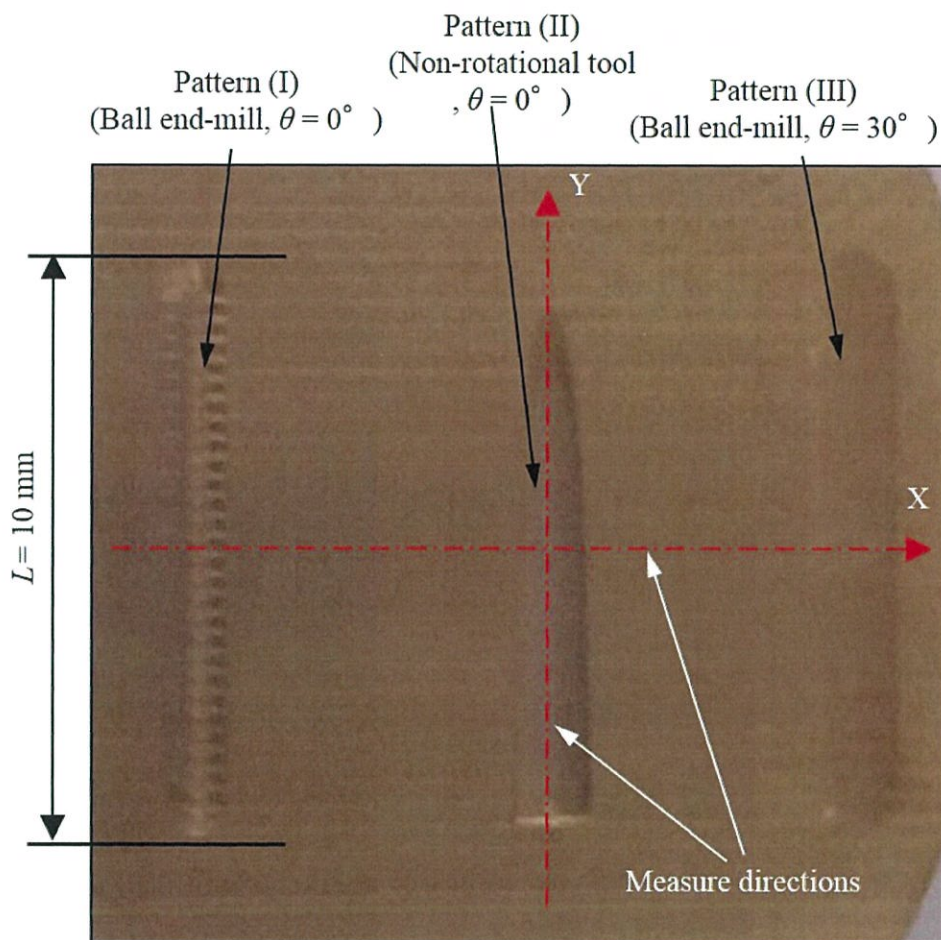 Pattern (II)
(Non-rotational tool
, θ = 0° )
Pattern (I)
(Ball end-mill, θ = 0° )
Pattern (III)
(Ball end-mill, θ = 30° )
Y
X
L = 10 mm
Measure directions